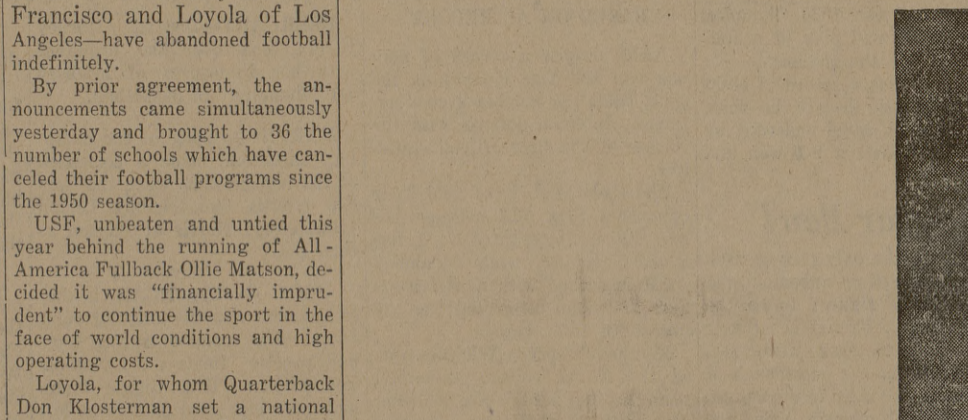 Francisco and Loyola of Los
Angeles—have abandoned football
indefinitely.
By prior agreement, the an-
nouncements came simultaneously
yesterday and brought to 36 the
number of schools which have can-
celed their football programs since
the 1950 season.
USF, unbeaten and untied this
year behind the running of All-
America Fullback Ollie Matson, de-
cided it was “financially impru-
dent” to continue the sport in the
face of world conditions and high
operating costs.
Loyola, for whom Quarterback
Don Klosterman set a national